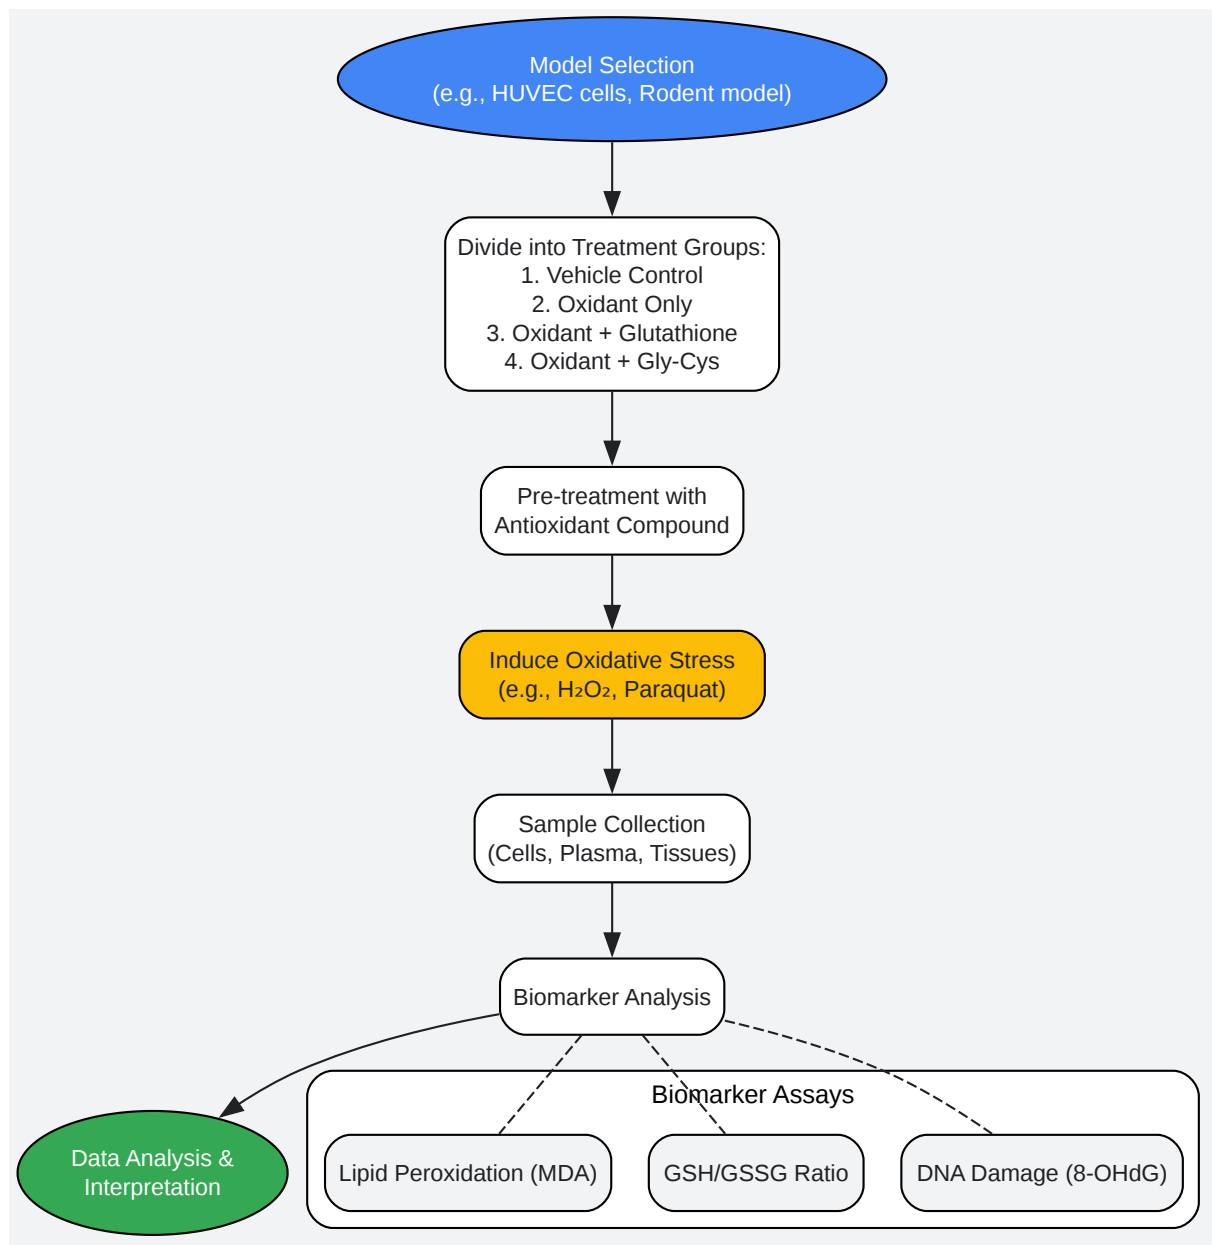 Model Selection
(e.g., HUVEC cells, Rodent model)
Divide into Treatment Groups:
1. Vehicle Control
2. Oxidant Only
3. Oxidant + Glutathione
4. Oxidant + Gly-Cys
Pre-treatment with
Antioxidant Compound
Induce Oxidative Stress
(e.g., H₂O₂, Paraquat)
Sample Collection
(Cells, Plasma, Tissues)
Biomarker Analysis
Biomarker Assays
Data Analysis &
Interpretation
Lipid Peroxidation (MDA)
GSH/GSSG Ratio
DNA Damage (8-OHdG)